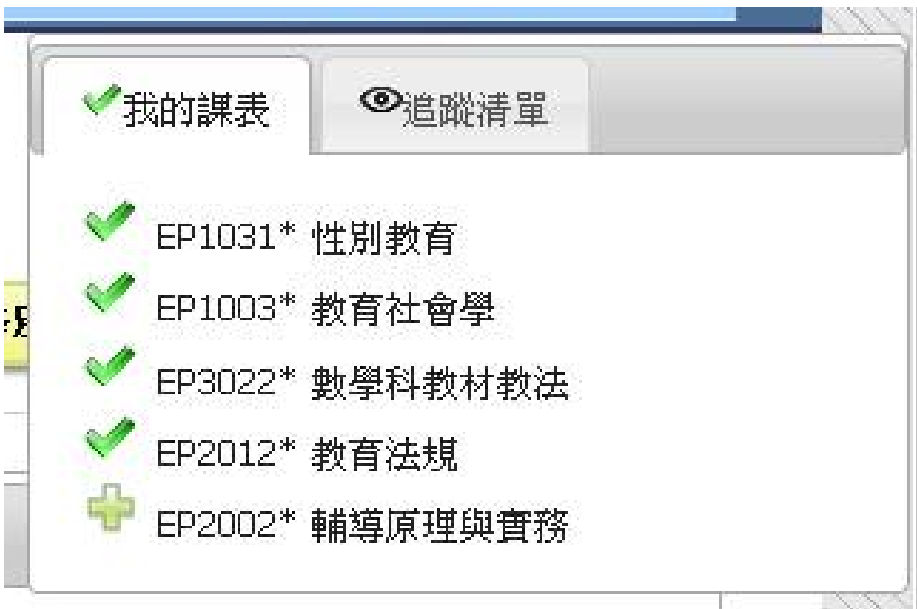 我的課表 追蹤清單
EP1031* 性別教育
EP1003* 教育社會學
EP3022* 數學科教材教法
EP2012* 教育法規
EP2002* 輔導原理與實務